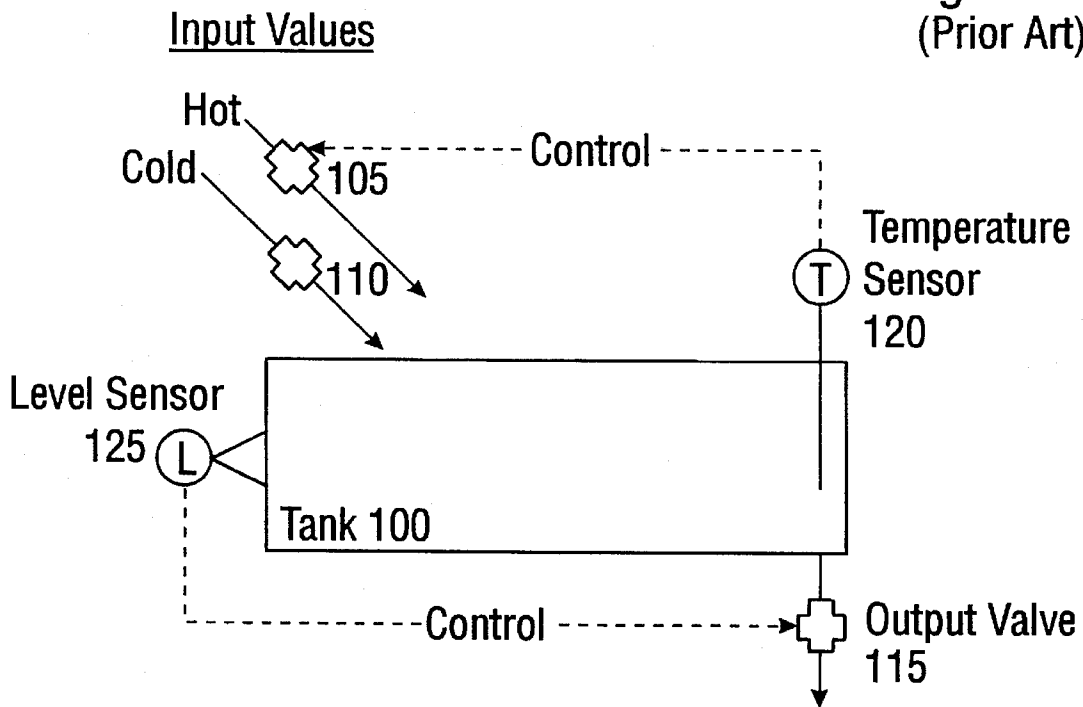 Input Values
(Prior Art)
Hot
Cold
105
110
Control
Temperature
Sensor
120
T
Level Sensor
125
L
Tank 100
Control
Output Valve
115